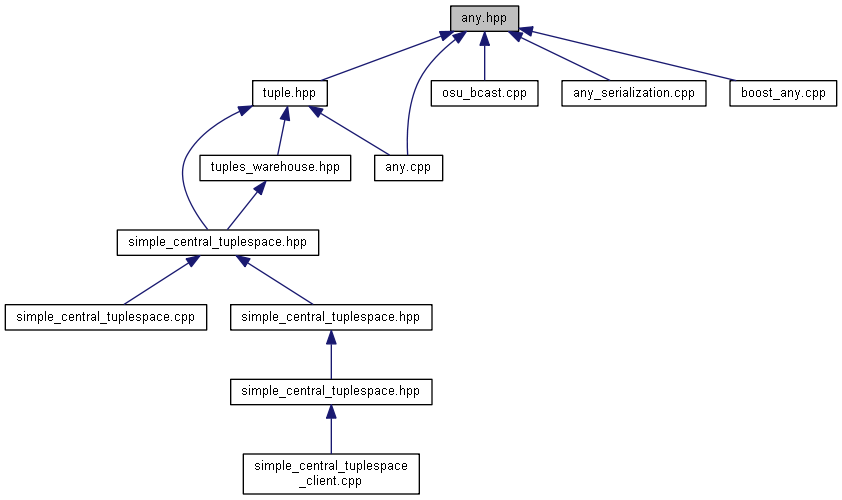 any.hpp
tuple.hpp
osu_bcast.cpp
any_serialization.cpp
boost_any.cpp
tuples_warehouse.hpp
any.cpp
simple_central_tuplespace.hpp
simple_central_tuplespace.cpp
simple_central_tuplespace.hpp
simple_central_tuplespace.hpp
simple_central_tuplespace
_client.cpp